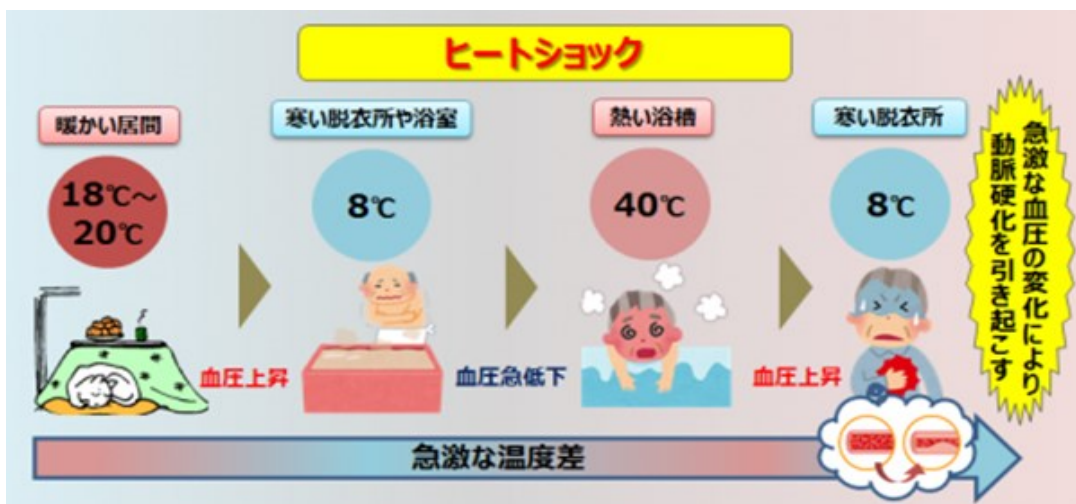 ヒートショック
暖かい居間
18℃～
20℃
寒い脱衣所や浴室
8℃
熱い浴槽
40℃
寒い脱衣所
8℃
血圧上昇
血圧急低下
血圧上昇
急激な温度差
急激な血圧の変化により
動脈硬化を引き起こす